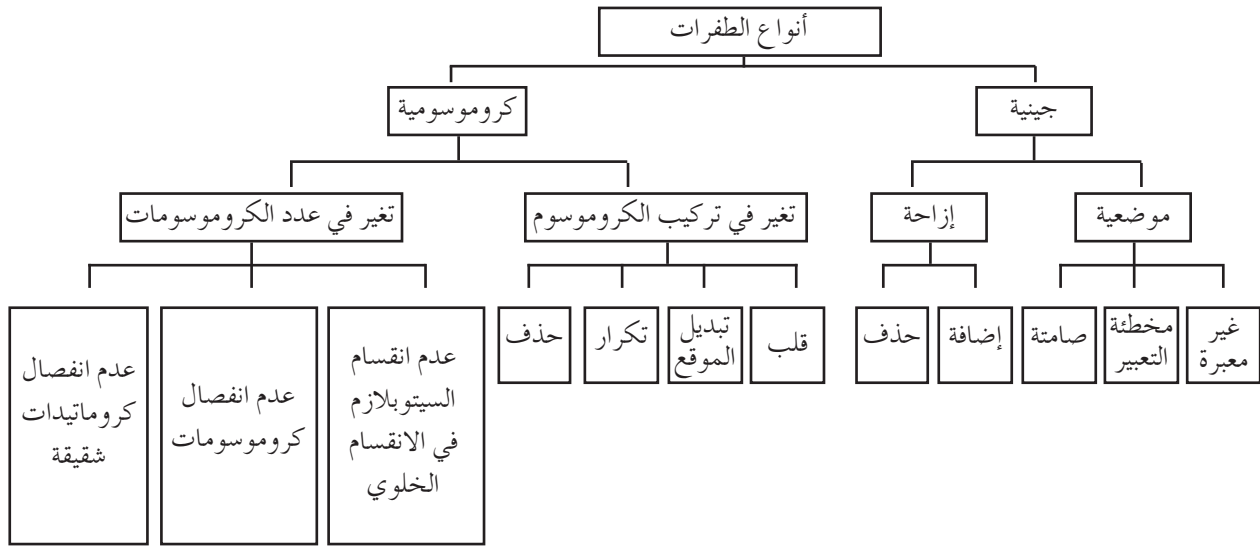 أنواع الطفرات
جينية
كروموسومية
موضعية
إزاحة
تغير في تركيب الكروموسوم
تغير في عدد الكروموسومات
غير
معبرة
مخطئة
التعبير
صامتة
إضافة
حذف
قلب
تبديل
الموقع
تكرار
حذف
عدم انقسام
السيتوبلازم
في الانقسام
الخلوي
عدم انفصال
كروموسومات
عدم انفصال
كروماتيدات
شقيقة